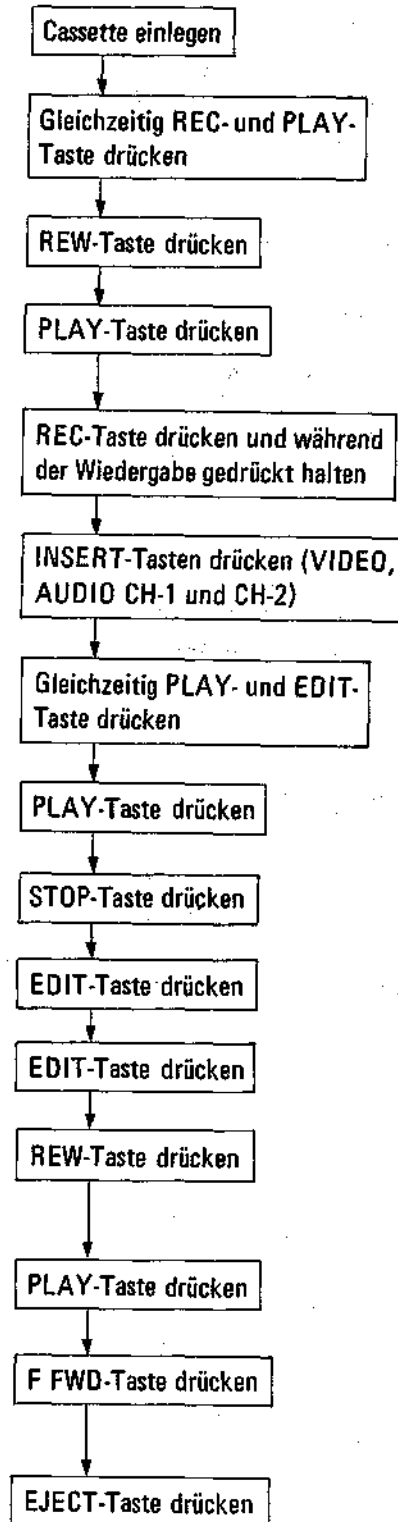 Cassette einlegen
Gleichzeitig REC- und PLAY-
Taste drücken
REW-Taste drücken
PLAY-Taste drücken
REC-Taste drücken und während
der Wiedergabe gedrückt halten
INSERT-Tasten drücken (VIDEO,
AUDIO CH-1 und CH-2)
Gleichzeitig PLAY- und EDIT-
Taste drücken
PLAY-Taste drücken
STOP-Taste drücken
EDIT-Taste drücken
EDIT-Taste drücken
REW-Taste drücken
PLAY-Taste drücken
F FWD-Taste drücken
EJECT-Taste drücken